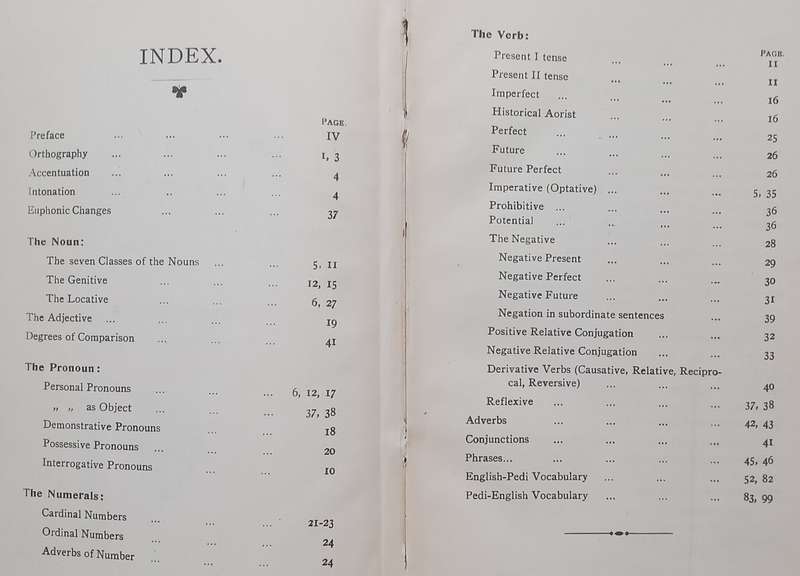 INDEX.
PAGE.
Preface ... ... ... ... IV
Orthography ... ... ... ... 1, 3
Accentuation ... ... ... ... 4
Intonation ... .. ... ... 4
Euphonic Changes ... ... ... 37
The Noun:
The seven Classes of the Nouns ... ... 5, 11
The Genitive ... ... ... 12, 15
The Locative ... ... ... 6, 27
The Adjective ... ... ... ... 19
Degrees of Comparison ... ... ... 41
The Pronoun:
Personal Pronouns ... ... ... 6, 12, 17
„ „ as Object ... ... ... 37, 38
Demonstrative Pronouns ... ... 18
Possessive Pronouns ... ... ... 20
Interrogative Pronouns ... ... 10
The Numerals:
Cardinal Numbers ... ... ... 21-23
Ordinal Numbers ... ... ... 24
Adverbs of Number ... ... ... 24
The Verb:
PAGE.
Present I tense ... ... ... 11
Present II tense ... ... ... 11
Imperfect ... ... ... ... 16
Historical Aorist ... ... ... 16
Perfect ... ... ... ... 25
Future ... ... ... ... 26
Future Perfect ... ... ... 26
Imperative (Optative) ... ... ... 5, 35
Prohibitive ... ... ... ... 36
Potential ... .. ... ... 36
The Negative ... ... ... 28
Negative Present ... ... ... 29
Negative Perfect ... ... ... 30
Negative Future ... ... ... 31
Negation in subordinate sentences ... 39
Positive Relative Conjugation ... ... 32
Negative Relative Conjugation ... ... 33
Derivative Verbs (Causative, Relative, Recipro-
cal, Reversive) ... ... ... 40
Reflexive ... ... ... ... 37, 38
Adverbs ... ... ... ... 42, 43
Conjunctions ... ... ... ... 41
Phrases... ... ... ... ... 45, 46
English-Pedi Vocabulary ... ... ... 52, 82
Pedi-English Vocabulary ... ... ... 83, 99